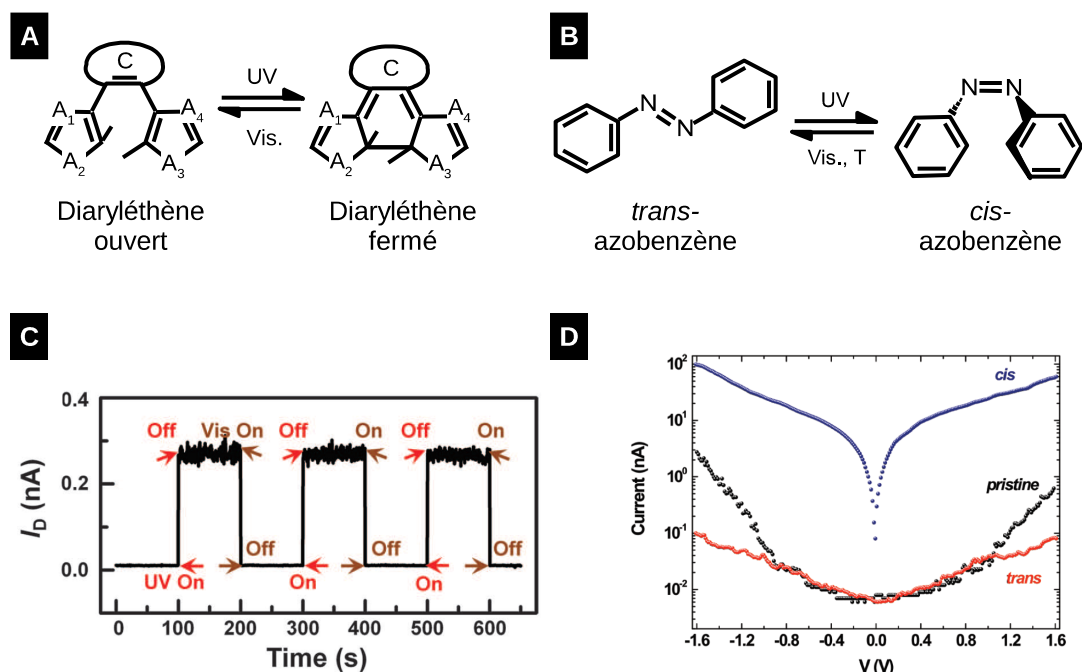 A
C
A1
A2
A3
A4
UV
Vis.
C
A1
A2
A3
A4
Diaryléthène
ouvert
Diaryléthène
fermé
B
N
N
UV
Vis., T
N
N
trans-
azobenzène
cis-
azobenzène
C
0.4
0.2
0.0
ID (nA)
Off
Vis On
Off
On
Off
On
UV On
Off
On
Off
On
Off
0 100 200 300 400 500 600
Time (s)
D
10²
10¹
10⁰
10⁻¹
10⁻²
Current (nA)
cis
pristine
trans
-1.6 -1.2 -0.8 -0.4 0.0 0.4 0.8 1.2 1.6
V (V)